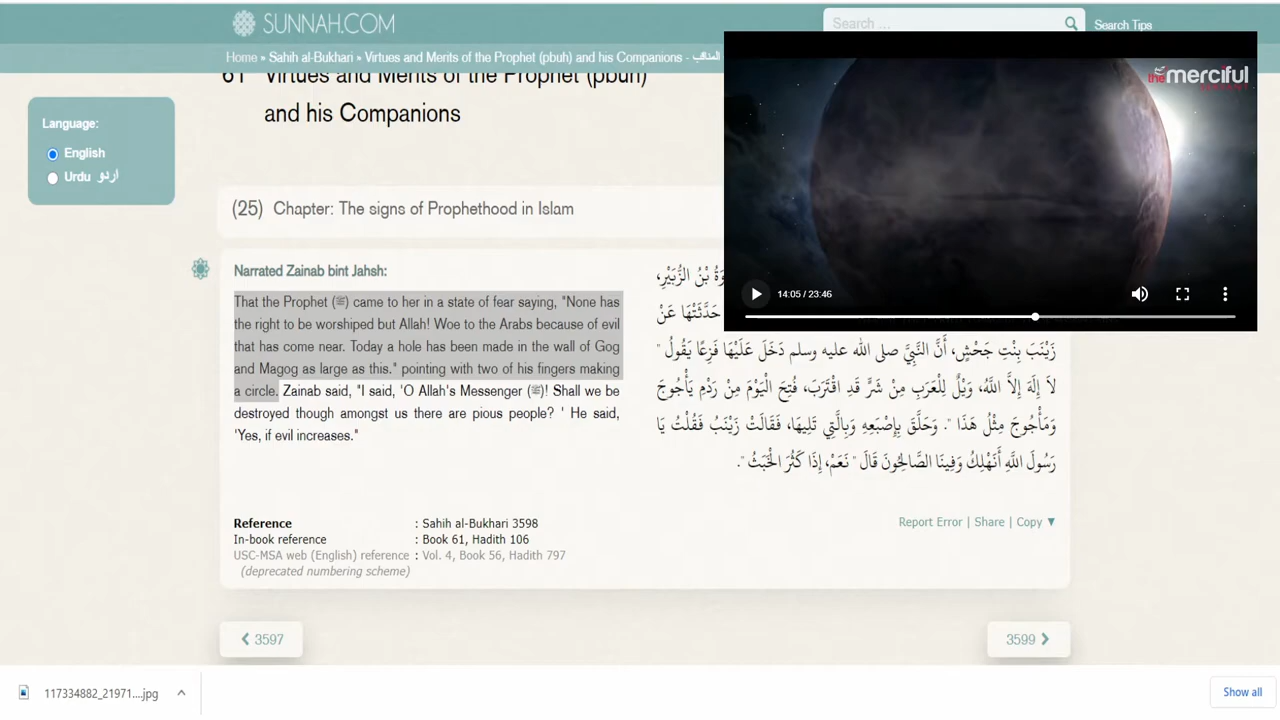 SUNNAH.COM
Search ...
Search Tips
Home » Sahih al-Bukhari » Virtues and Merits of the Prophet (pbuh) and his Companions - المناقب
61 Virtues and Merits of the Prophet (pbuh)
and his Companions
Language:
English
Urdu اردو
(25) Chapter: The signs of Prophethood in Islam
the merciful
14:05 / 23:46
Narrated Zainab bint Jahsh:
That the Prophet (ﷺ) came to her in a state of fear saying, "None has
the right to be worshiped but Allah! Woe to the Arabs because of evil
that has come near. Today a hole has been made in the wall of Gog
and Magog as large as this." pointing with two of his fingers making
a circle. Zainab said, "I said, 'O Allah's Messenger (ﷺ)! Shall we be
destroyed though amongst us there are pious people? ' He said,
'Yes, if evil increases."
بْنُ الزُّبَيْرِ،
حَدَّثَتْهَا عَنْ
زَيْنَبَ بِنْتِ جَحْشٍ، أَنَّ النَّبِيَّ صلى الله عليه وسلم دَخَلَ عَلَيْهَا فَزِعًا يَقُولُ ‏"‏
لاَ إِلَهَ إِلاَّ اللَّهُ، وَيْلٌ لِلْعَرَبِ مِنْ شَرٍّ قَدِ اقْتَرَبَ، فُتِحَ الْيَوْمَ مِنْ رَدْمِ يَأْجُوجَ
وَمَأْجُوجَ مِثْلُ هَذَا ‏"‏‏.‏ وَحَلَّقَ بِإِصْبَعِهِ وَبِالَّتِي تَلِيهَا، فَقَالَتْ زَيْنَبُ فَقُلْتُ يَا
رَسُولَ اللَّهِ أَنَهْلِكُ وَفِينَا الصَّالِحُونَ قَالَ ‏"‏ نَعَمْ، إِذَا كَثُرَ الْخَبَثُ ‏"‏‏.‏
Reference : Sahih al-Bukhari 3598
In-book reference : Book 61, Hadith 106
USC-MSA web (English) reference : Vol. 4, Book 56, Hadith 797
(deprecated numbering scheme)
Report Error | Share | Copy ▼
3597
3599
117334882_21971....jpg
Show all